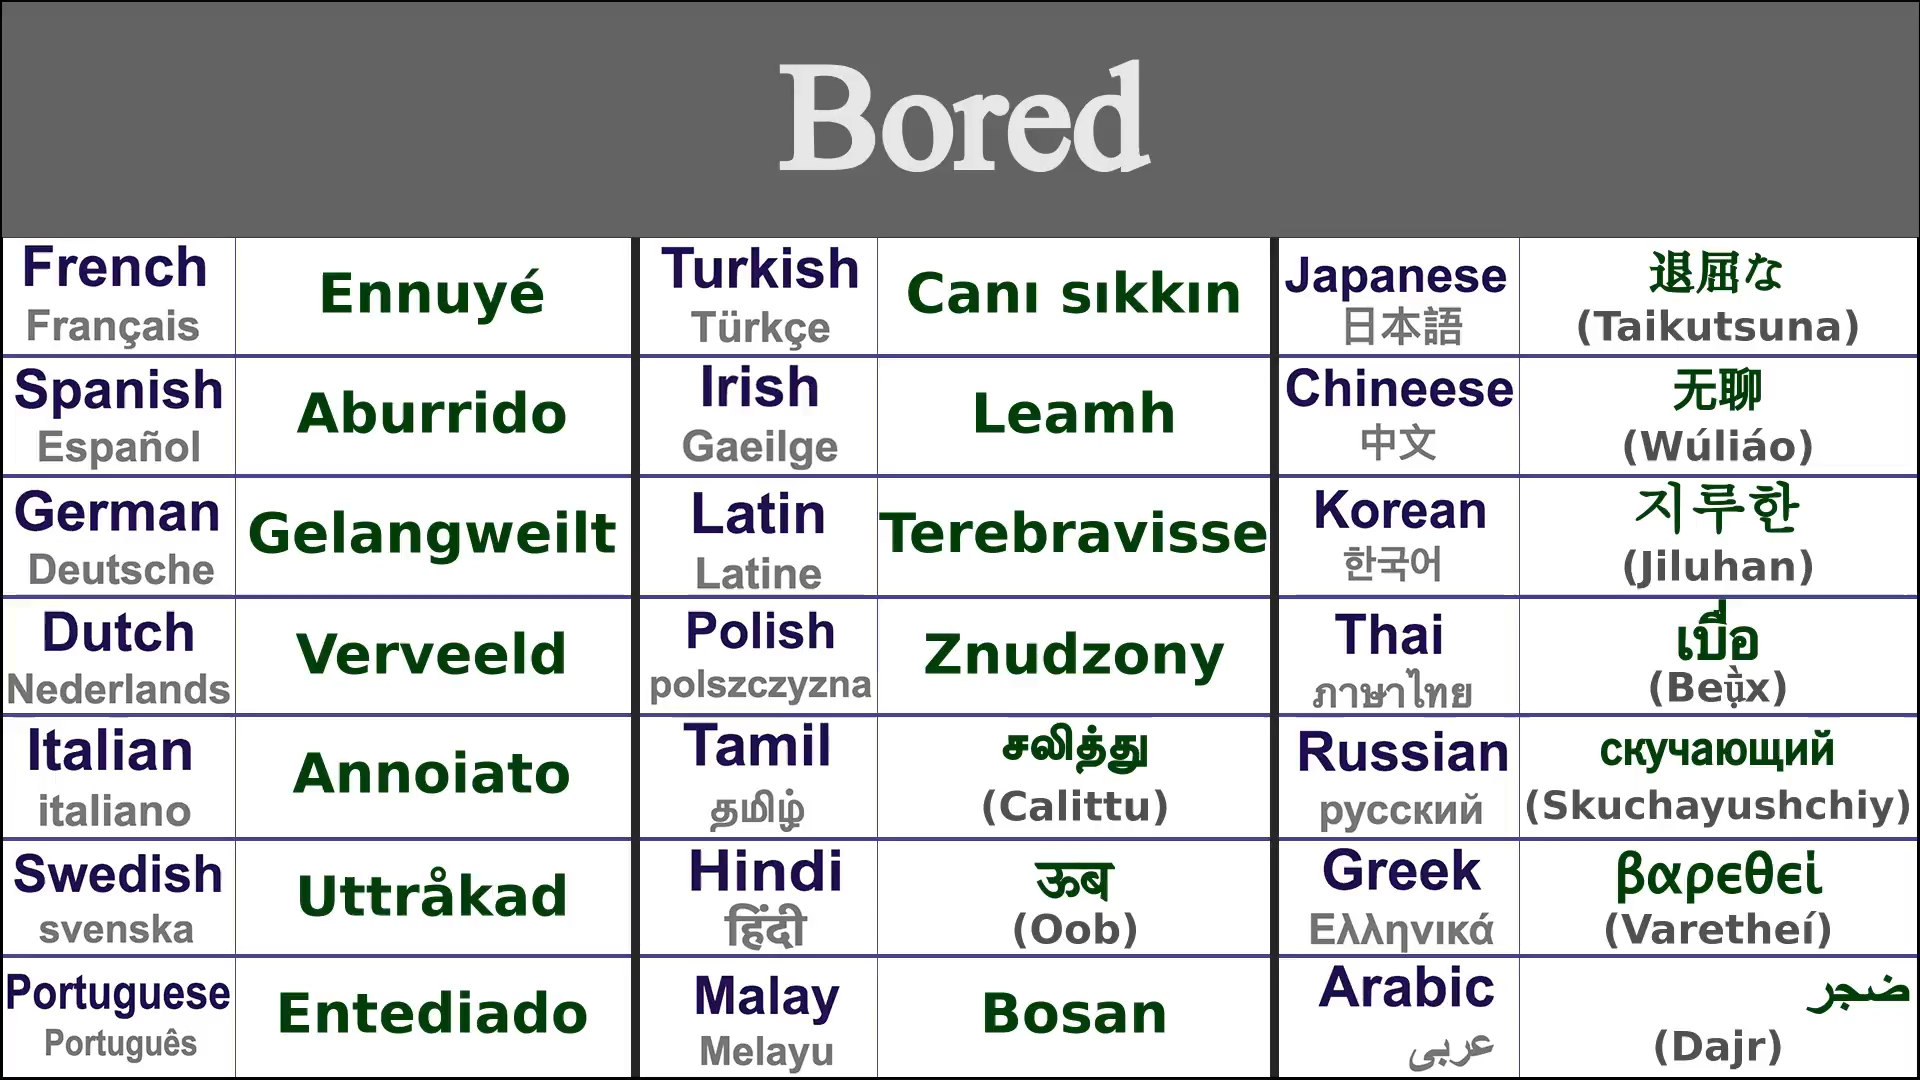 Bored
French
Français
Ennuyé
Turkish
Türkçe
Canı sıkkın
Japanese
日本語
退屈な
(Taikutsuna)
Spanish
Español
Aburrido
Irish
Gaeilge
Leamh
Chineese
中文
无聊
(Wúliáo)
German
Deutsche
Gelangweilt
Latin
Latine
Terebravisse
Korean
한국어
지루한
(Jiluhan)
Dutch
Nederlands
Verveeld
Polish
polszczyzna
Znudzony
Thai
ภาษาไทย
เบื่อ
(Beụ̄̀x)
Italian
italiano
Annoiato
Tamil
தமிழ்
சலித்து
(Calittu)
Russian
русский
скучающий
(Skuchayushchiy)
Swedish
svenska
Uttråkad
Hindi
हिंदी
ऊब
(Oob)
Greek
Ελληνικά
βαρεθεί
(Varetheí)
Portuguese
Português
Entediado
Malay
Melayu
Bosan
Arabic
عربى
ضجر
(Dajr)